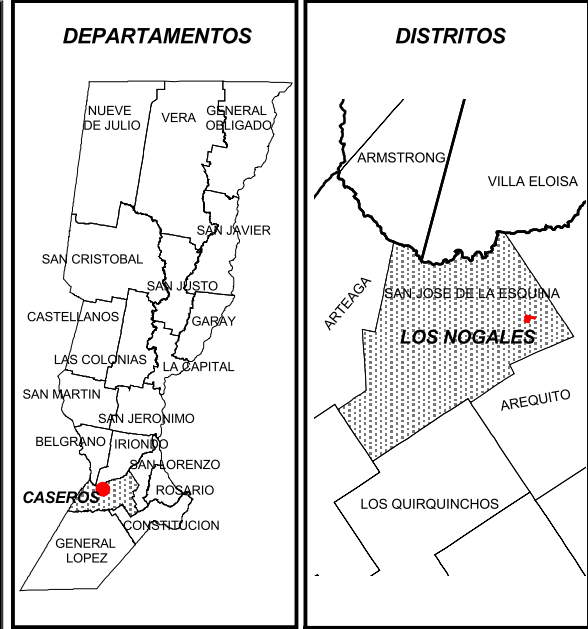 DEPARTAMENTOS
NUEVE
DE JULIO
VERA
GENERAL
OBLIGADO
SAN JAVIER
SAN CRISTOBAL
SAN JUSTO
CASTELLANOS
GARAY
LAS COLONIAS
LA CAPITAL
SAN MARTIN
SAN JERONIMO
BELGRANO
IRIONDO
SAN LORENZO
CASEROS
ROSARIO
CONSTITUCION
GENERAL
LOPEZ
DISTRITOS
ARMSTRONG
VILLA ELOISA
ARTEAGA
SAN JOSE DE LA ESQUINA
LOS NOGALES
AREQUITO
LOS QUIRQUINCHOS